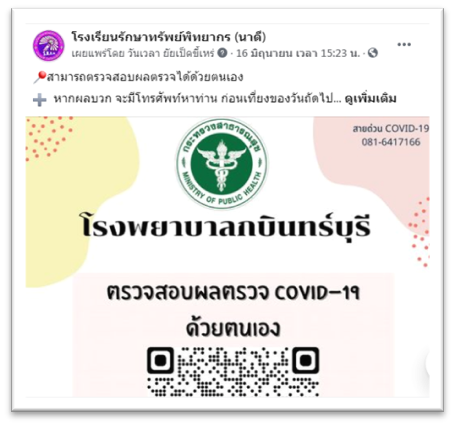 โรงเรียนรักษาทรัพย์พิทยากร (นาดี)
เผยแพร่โดย วันเวลา ยัยเป็ดขี้เหร่ · 16 มิถุนายน เวลา 15:23 น. ·
สามารถตรวจสอบผลตรวจได้ด้วยตนเอง
หากผลบวก จะมีโทรศัพท์หาท่าน ก่อนเที่ยงของวันถัดไป... ดูเพิ่มเติม
สายด่วน COVID-19
081-6417166
กระทรวงสาธารณสุข
MINISTRY OF PUBLIC HEALTH
โรงพยาบาลกบินทร์บุรี
ตรวจสอบผลตรวจ COVID-19
ด้วยตนเอง